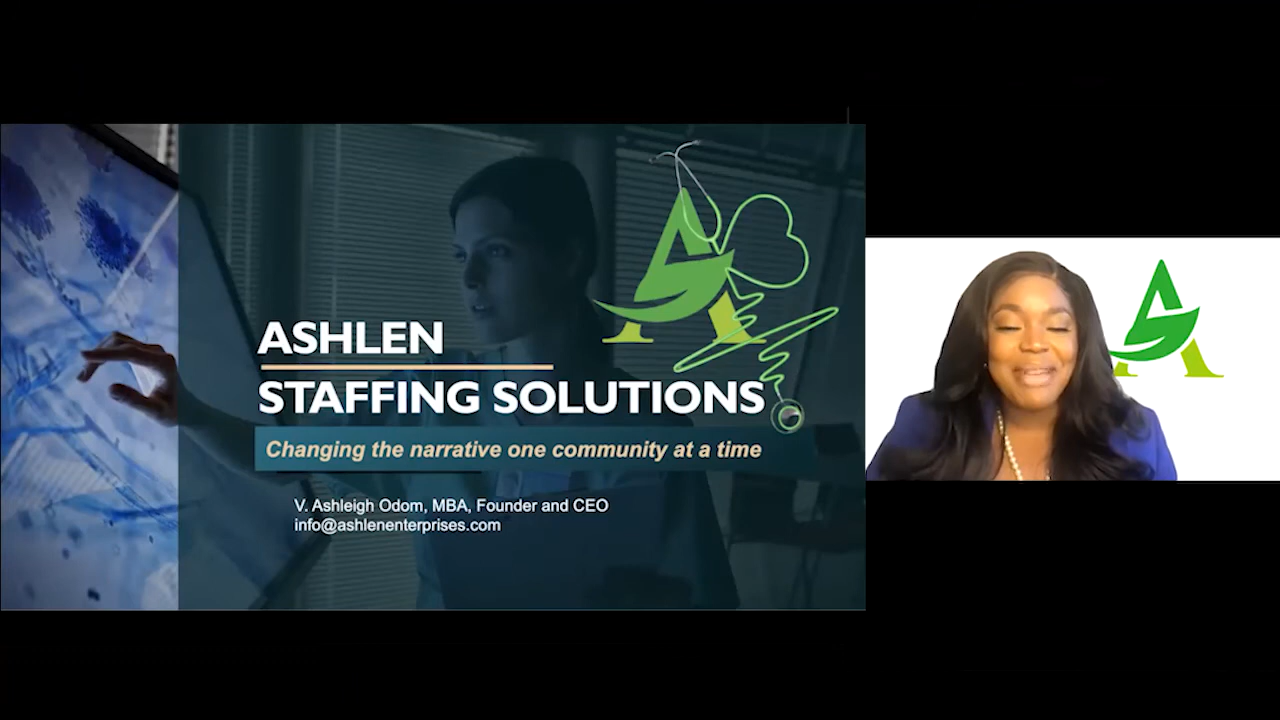 ASHLEN
STAFFING SOLUTIONS
Changing the narrative one community at a time
V. Ashleigh Odom, MBA, Founder and CEO
info@ashlenenterprises.com